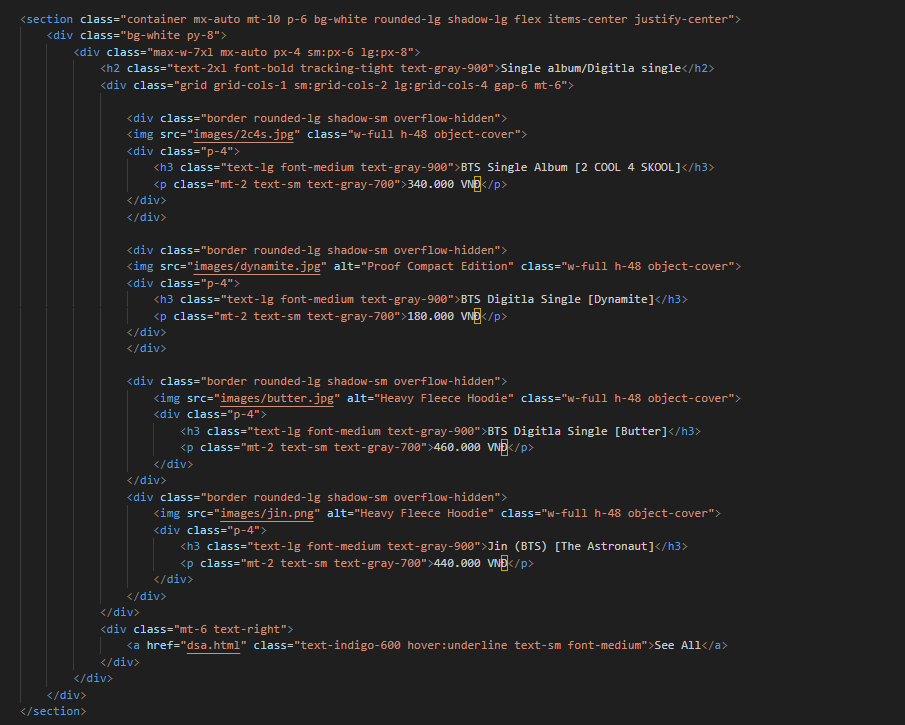 <section class="container mx-auto mt-10 p-6 bg-white rounded-lg shadow-lg flex items-center justify-center">
<div class="bg-white py-8">
<div class="max-w-7xl mx-auto px-4 sm:px-6 lg:px-8">
<h2 class="text-2xl font-bold tracking-tight text-gray-900">Single album/Digitla single</h2>
<div class="grid grid-cols-1 sm:grid-cols-2 lg:grid-cols-4 gap-6 mt-6">
<div class="border rounded-lg shadow-sm overflow-hidden">
<img src="images/2c4s.jpg" class="w-full h-48 object-cover">
<div class="p-4">
<h3 class="text-lg font-medium text-gray-900">BTS Single Album [2 COOL 4 SKOOL]</h3>
<p class="mt-2 text-sm text-gray-700">340.000 VNĐ</p>
</div>
</div>
<div class="border rounded-lg shadow-sm overflow-hidden">
<img src="images/dynamite.jpg" alt="Proof Compact Edition" class="w-full h-48 object-cover">
<div class="p-4">
<h3 class="text-lg font-medium text-gray-900">BTS Digitla Single [Dynamite]</h3>
<p class="mt-2 text-sm text-gray-700">180.000 VNĐ</p>
</div>
</div>
<div class="border rounded-lg shadow-sm overflow-hidden">
<img src="images/butter.jpg" alt="Heavy Fleece Hoodie" class="w-full h-48 object-cover">
<div class="p-4">
<h3 class="text-lg font-medium text-gray-900">BTS Digitla Single [Butter]</h3>
<p class="mt-2 text-sm text-gray-700">460.000 VNĐ</p>
</div>
</div>
<div class="border rounded-lg shadow-sm overflow-hidden">
<img src="images/jin.png" alt="Heavy Fleece Hoodie" class="w-full h-48 object-cover">
<div class="p-4">
<h3 class="text-lg font-medium text-gray-900">Jin (BTS) [The Astronaut]</h3>
<p class="mt-2 text-sm text-gray-700">440.000 VNĐ</p>
</div>
</div>
</div>
<div class="mt-6 text-right">
<a href="dsa.html" class="text-indigo-600 hover:underline text-sm font-medium">See All</a>
</div>
</div>
</div>
</section>